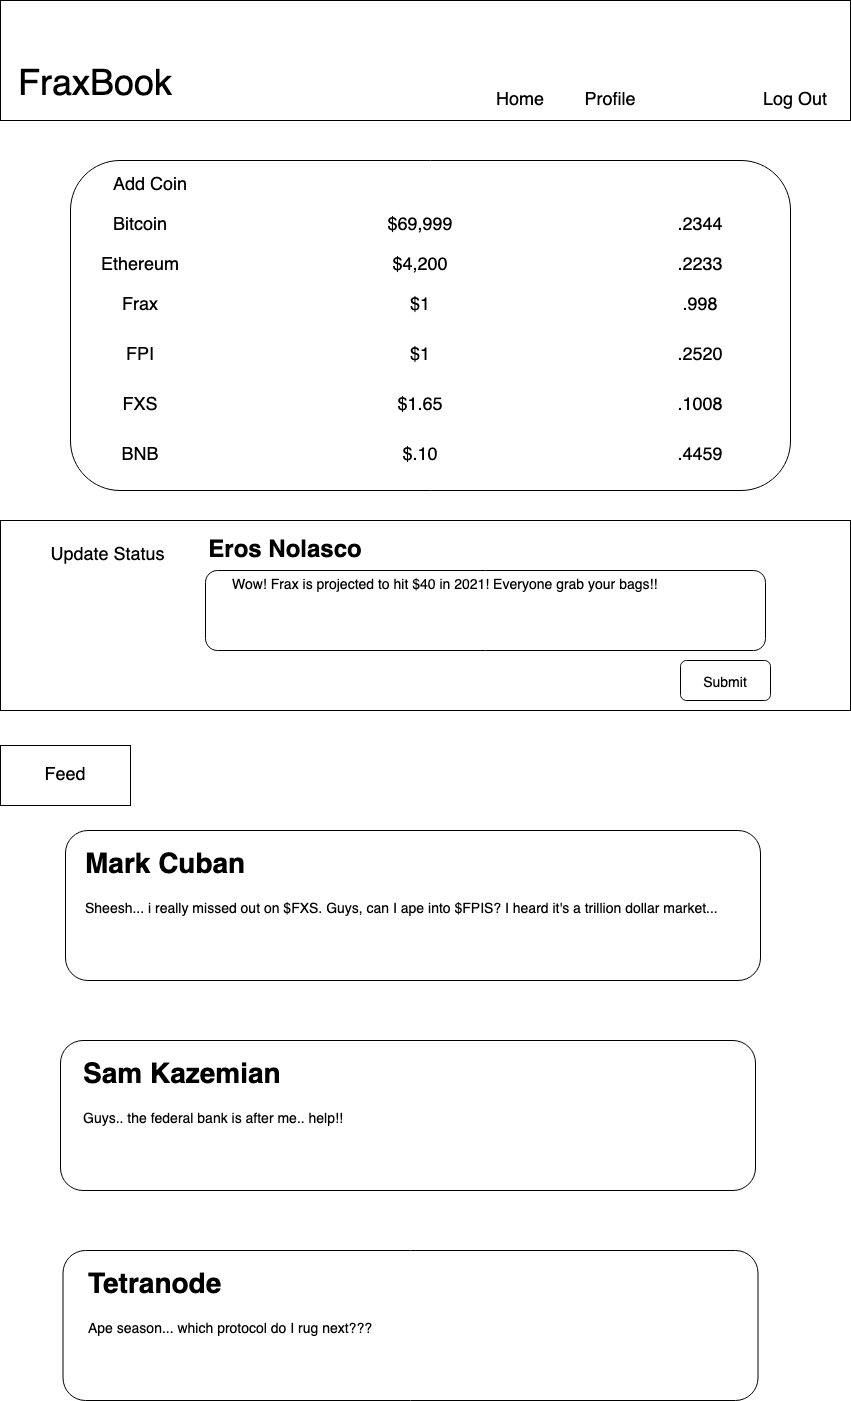 FraxBook
Home Profile Log Out
Add Coin
Bitcoin $69,999 .2344
Ethereum $4,200 .2233
Frax $1 .998
FPI $1 .2520
FXS $1.65 .1008
BNB $.10 .4459
Update Status
Eros Nolasco
Wow! Frax is projected to hit $40 in 2021! Everyone grab your bags!!
Submit
Feed
Mark Cuban
Sheesh... i really missed out on $FXS. Guys, can I ape into $FPIS? I heard it's a trillion dollar market...
Sam Kazemian
Guys.. the federal bank is after me.. help!!
Tetranode
Ape season... which protocol do I rug next???